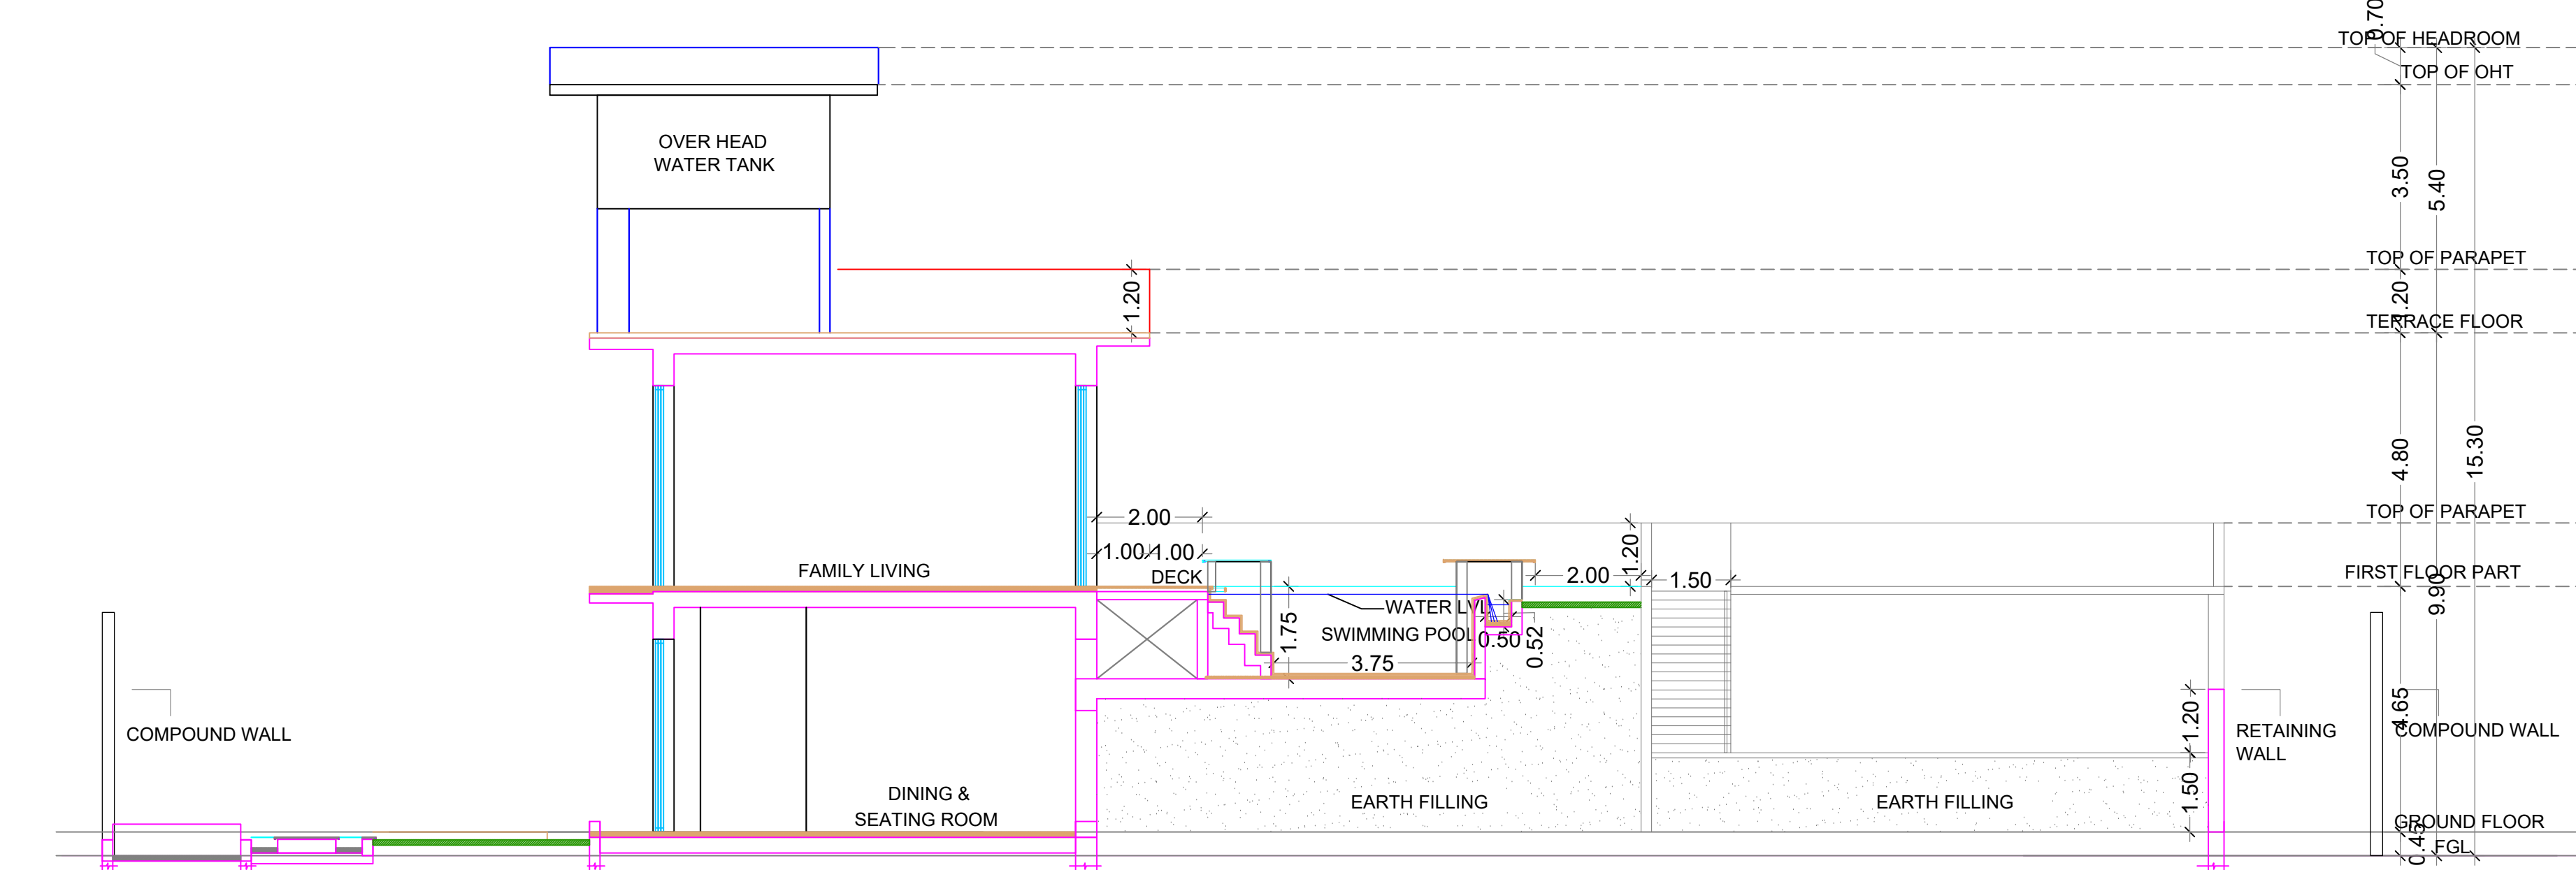 0.70
TOP OF HEADROOM
TOP OF OHT
OVER HEAD
WATER TANK
3.50
5.40
TOP OF PARAPET
1.20
1.20
TERRACE FLOOR
4.80
15.30
2.00
TOP OF PARAPET
1.00
1.00
1.20
FAMILY LIVING
DECK
2.00
1.50
FIRST FLOOR PART
9.90
WATER LVL
1.75
SWIMMING POOL
0.50
0.52
3.75
4.65
1.20
COMPOUND WALL
RETAINING
WALL
COMPOUND WALL
DINING &
SEATING ROOM
EARTH FILLING
EARTH FILLING
1.50
GROUND FLOOR
0.45
FGL